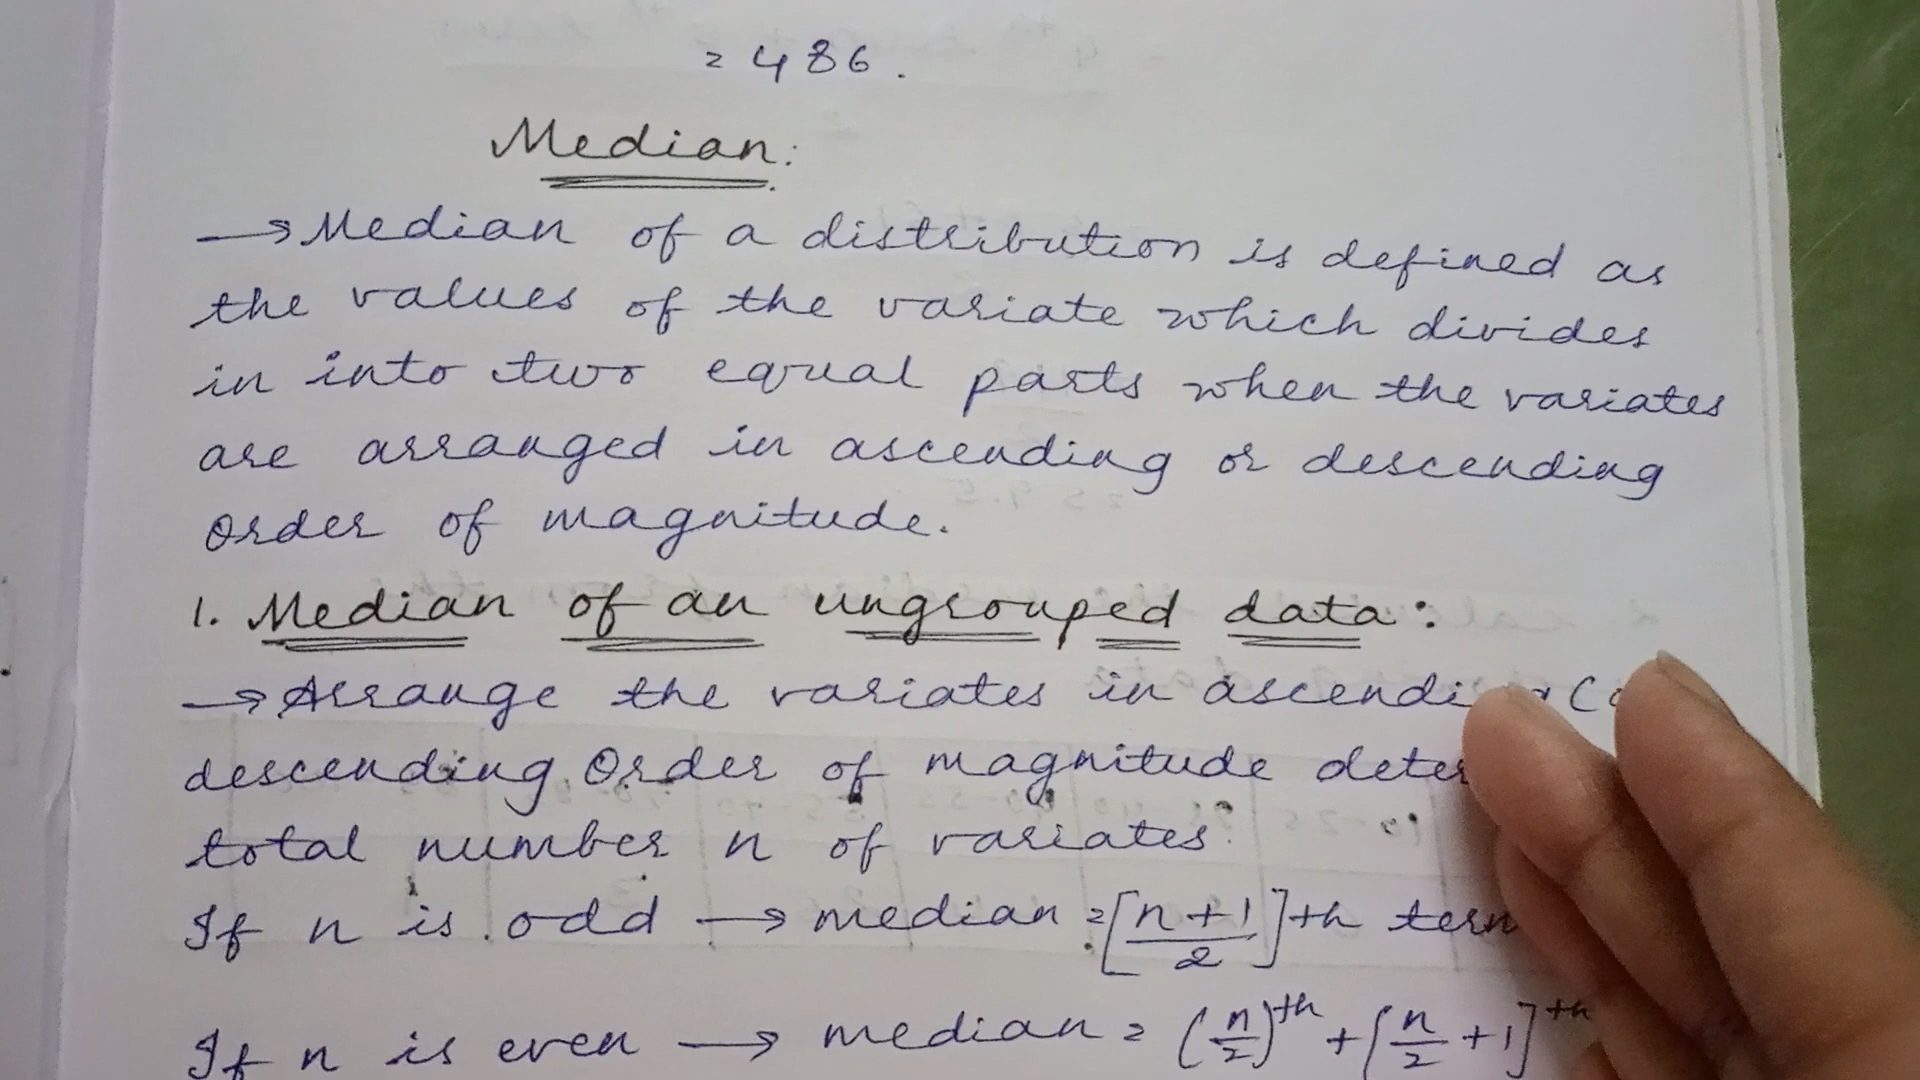 = 486.
Median:
→ Median of a distribution is defined as
the values of the variate which divides
in into two equal parts when the variates
are arranged in ascending or descending
order of magnitude.
1. Median of an ungrouped data:
→ Arrange the variates in ascending (
descending order of magnitude deter
total number n of variates.
If n is odd → median = [n+1/2]th term
If n is even → median = (n/2)th + [n/2 + 1]th